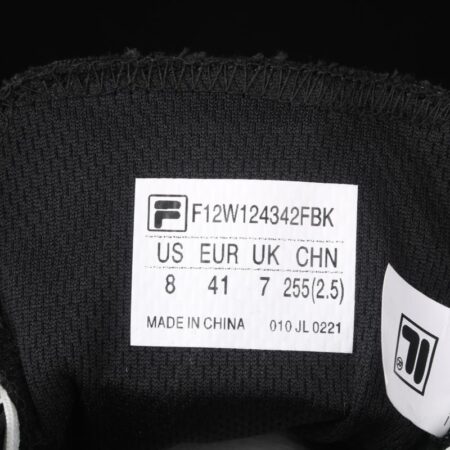 F12W124342FBK
US EUR UK CHN
8 41 7 255(2.5)
MADE IN CHINA 010 JL 0221